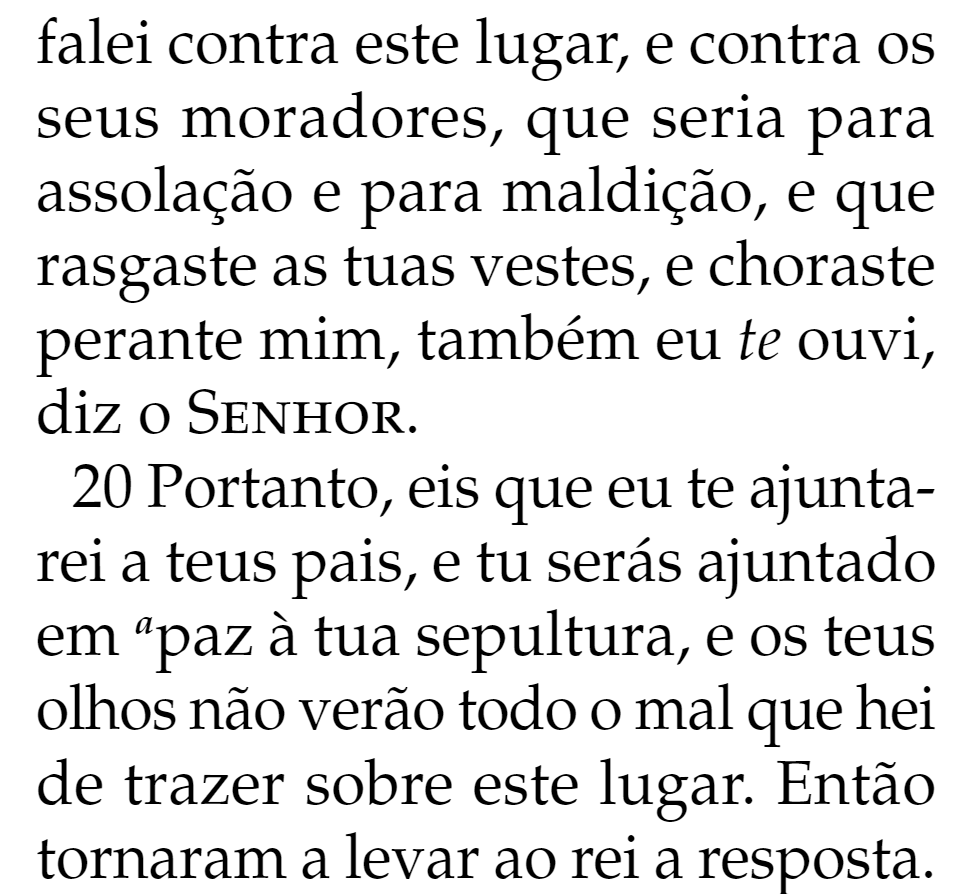 falei contra este lugar, e contra os
seus moradores, que seria para
assolação e para maldição, e que
rasgaste as tuas vestes, e choraste
perante mim, também eu te ouvi,
diz o SENHOR.
20 Portanto, eis que eu te ajunta-
rei a teus pais, e tu serás ajuntado
em ᵃpaz à tua sepultura, e os teus
olhos não verão todo o mal que hei
de trazer sobre este lugar. Então
tornaram a levar ao rei a resposta.